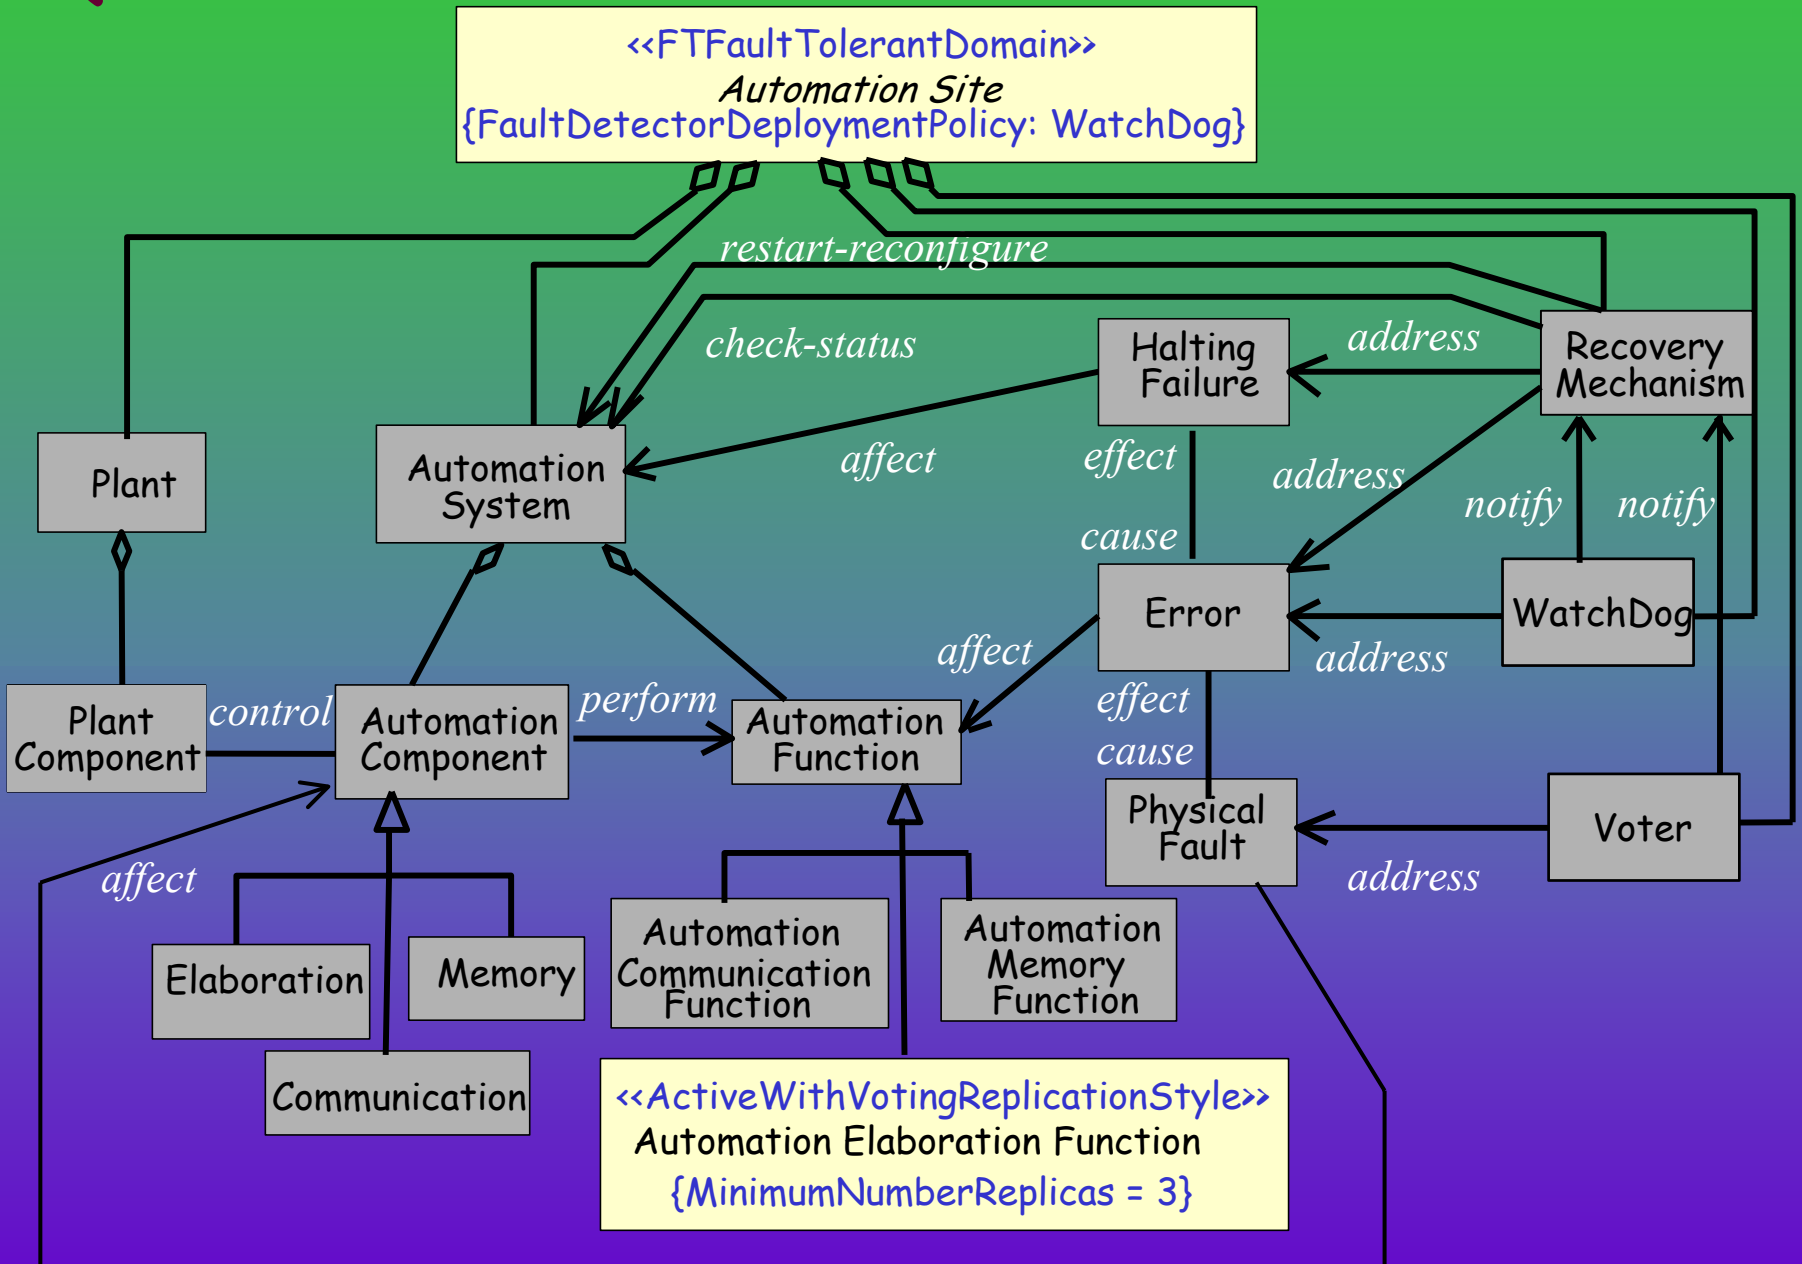 <<FTFaultTolerantDomain>>
Automation Site
{FaultDetectorDeploymentPolicy: WatchDog}
restart-reconfigure
check-status
Halting
Failure
address
Recovery
Mechanism
Plant
Automation
System
affect
effect
address
notify
notify
cause
Error
WatchDog
affect
address
Plant
Component
control
Automation
Component
perform
Automation
Function
effect
cause
Physical
Fault
Voter
affect
address
Elaboration
Memory
Automation
Communication
Function
Automation
Memory
Function
Communication
<<ActiveWithVotingReplicationStyle>>
Automation Elaboration Function
{MinimumNumberReplicas = 3}